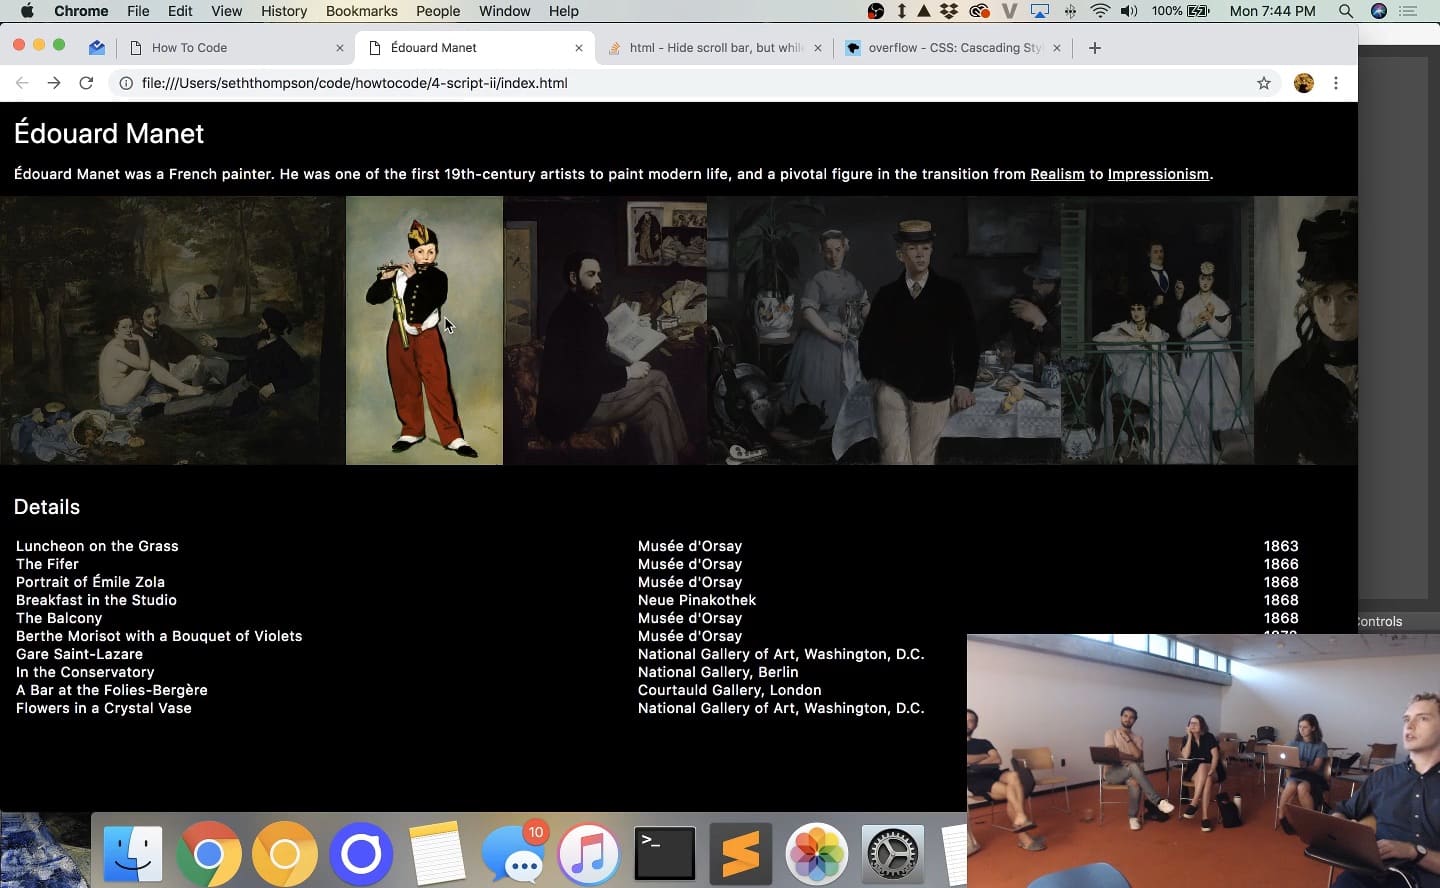 Chrome File Edit View History Bookmarks People Window Help 100% Mon 7:44 PM
How To Code
Édouard Manet
html - Hide scroll bar, but while
overflow - CSS: Cascading Sty
file:///Users/seththompson/code/howtocode/4-script-ii/index.html
Édouard Manet
Édouard Manet was a French painter. He was one of the first 19th-century artists to paint modern life, and a pivotal figure in the transition from Realism to Impressionism.
Details
Luncheon on the Grass Musée d'Orsay 1863
The Fifer Musée d'Orsay 1866
Portrait of Émile Zola Musée d'Orsay 1868
Breakfast in the Studio Neue Pinakothek 1868
The Balcony Musée d'Orsay 1868
Controls
Berthe Morisot with a Bouquet of Violets Musée d'Orsay
Gare Saint-Lazare National Gallery of Art, Washington, D.C.
In the Conservatory National Gallery, Berlin
A Bar at the Folies-Bergère Courtauld Gallery, London
Flowers in a Crystal Vase National Gallery of Art, Washington, D.C.
10
>_